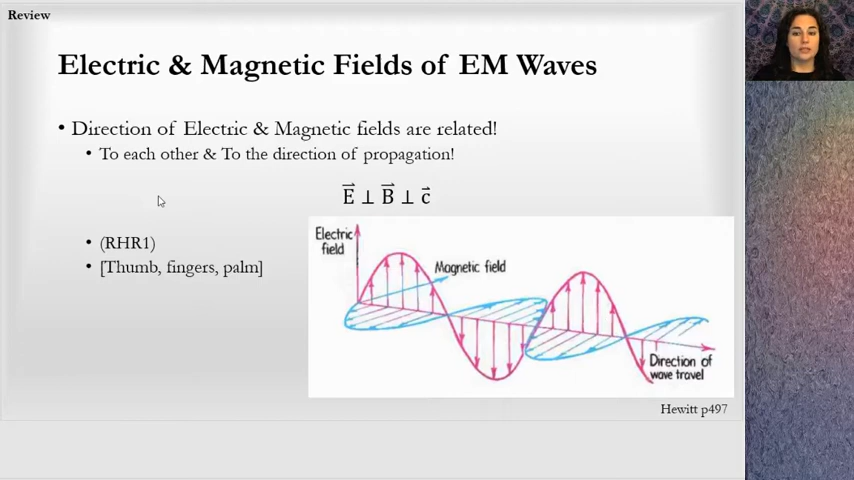 Review
Electric & Magnetic Fields of EM Waves
• Direction of Electric & Magnetic fields are related!
• To each other & To the direction of propagation!
E⃗ ⊥ B⃗ ⊥ c⃗
• (RHR1)
• [Thumb, fingers, palm]
Electric
field
Magnetic field
Direction of
wave travel
Hewitt p497